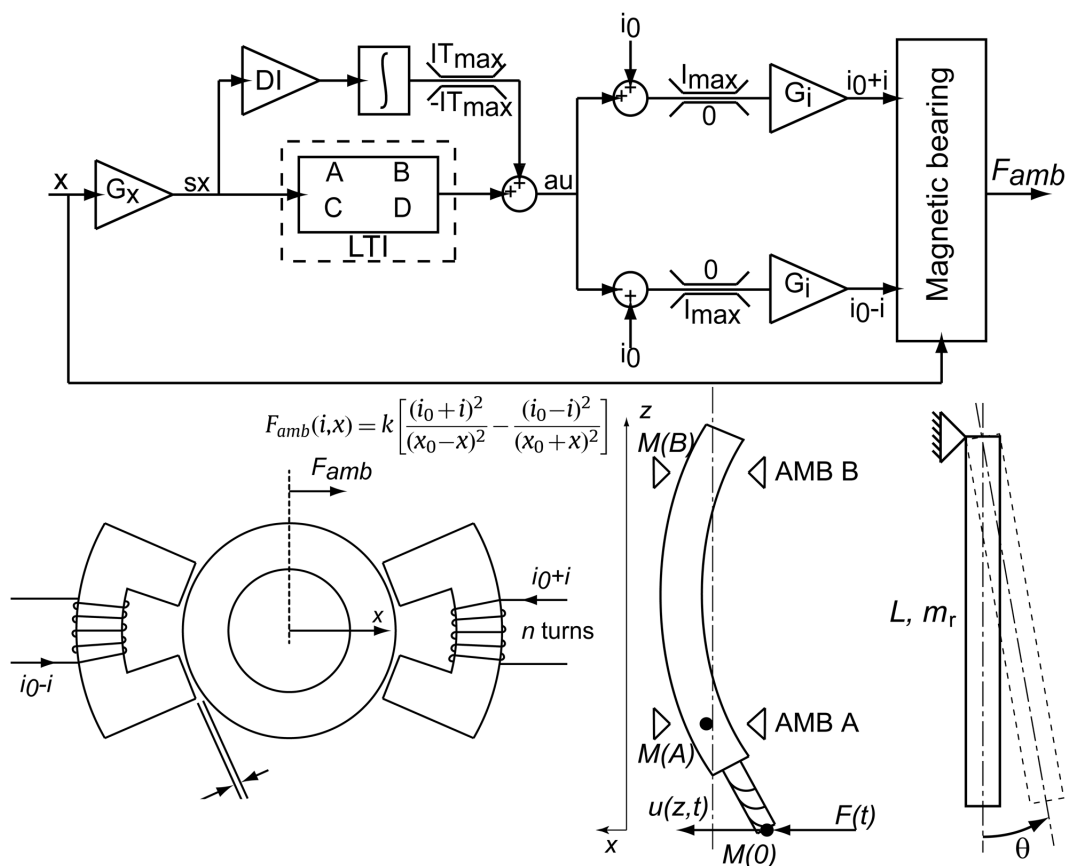 i0
i0
DI
∫
ITmax
-ITmax
Imax
0
Gi
i0+i
x
Gx
sx
A B
C D
LTI
+
+
au
+
+
Magnetic bearing
Famb
0
Imax
Gi
i0-i
+
-
i0
Famb(i,x) = k[(i0+i)²/(x0−x)² − (i0−i)²/(x0+x)²]
Famb
x
i0+i
n turns
i0-i
z
M(B)
AMB B
M(A)
AMB A
u(z,t)
F(t)
x
M(0)
L, mr
θ